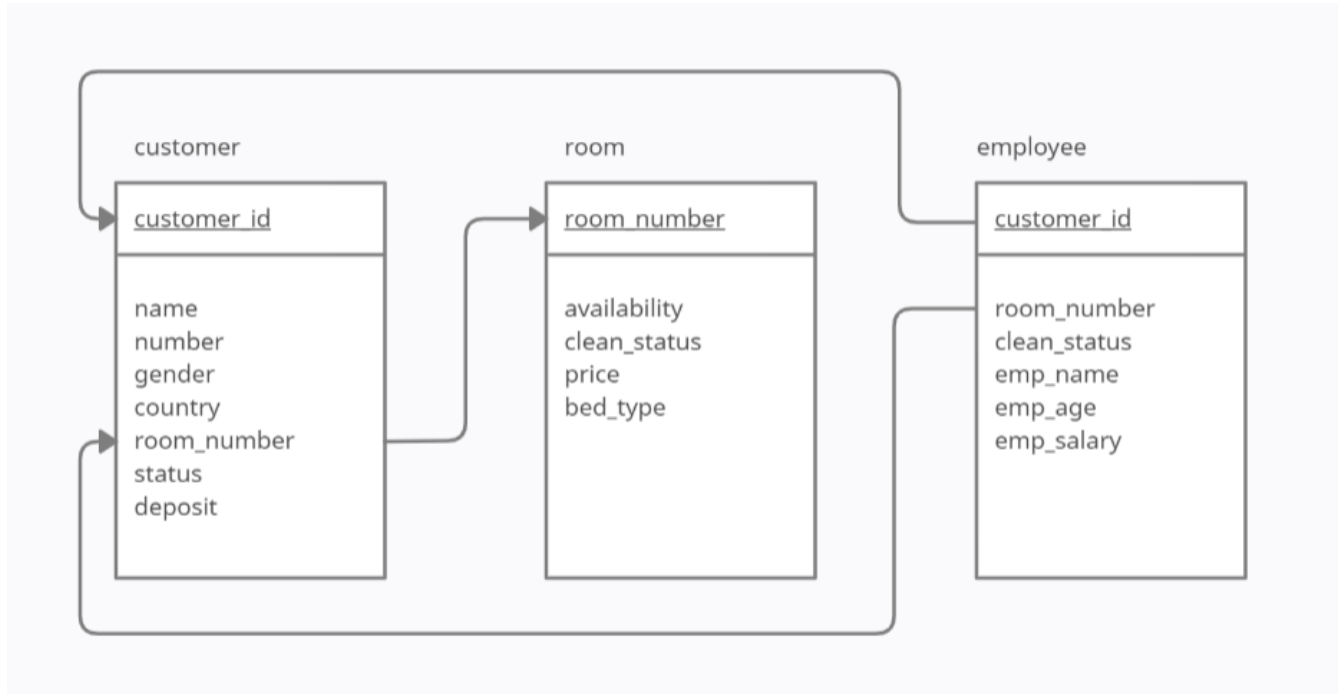 customer
customer_id
name
number
gender
country
room_number
status
deposit
room
room_number
availability
clean_status
price
bed_type
employee
customer_id
room_number
clean_status
emp_name
emp_age
emp_salary